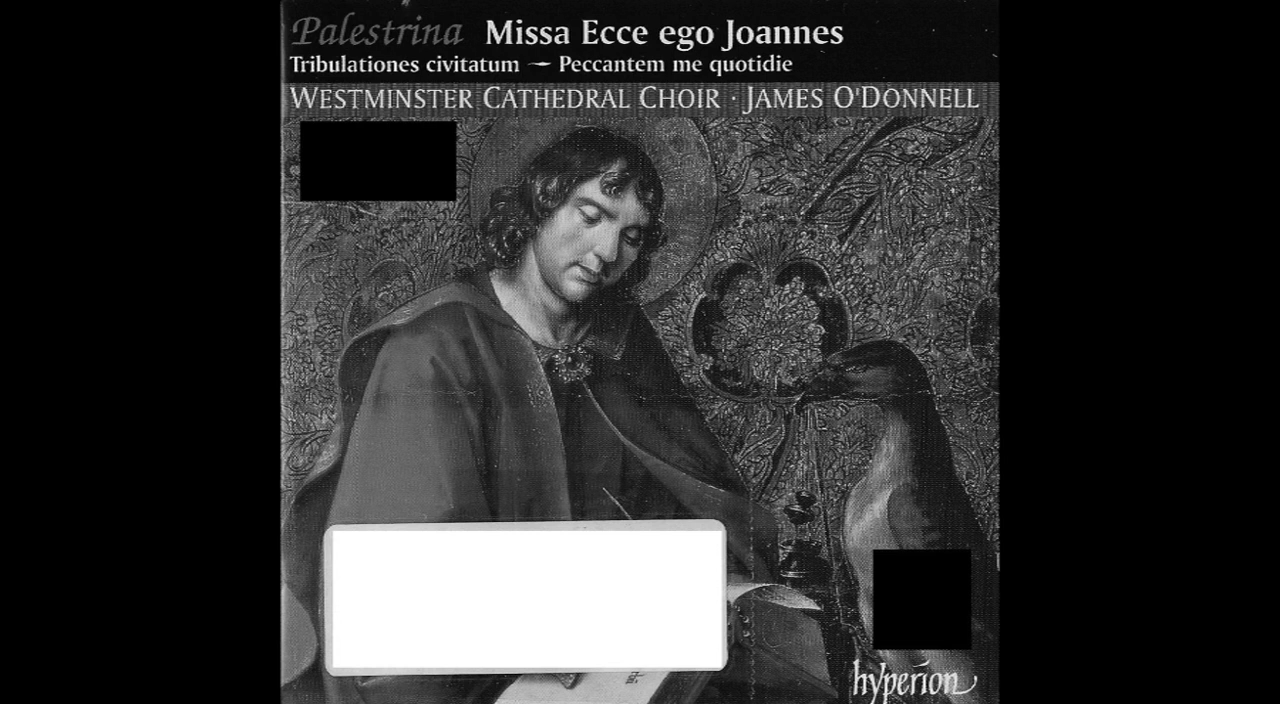 Palestrina Missa Ecce ego Joannes
Tribulationes civitatum — Peccantem me quotidie
WESTMINSTER CATHEDRAL CHOIR · JAMES O'DONNELL
hyperion